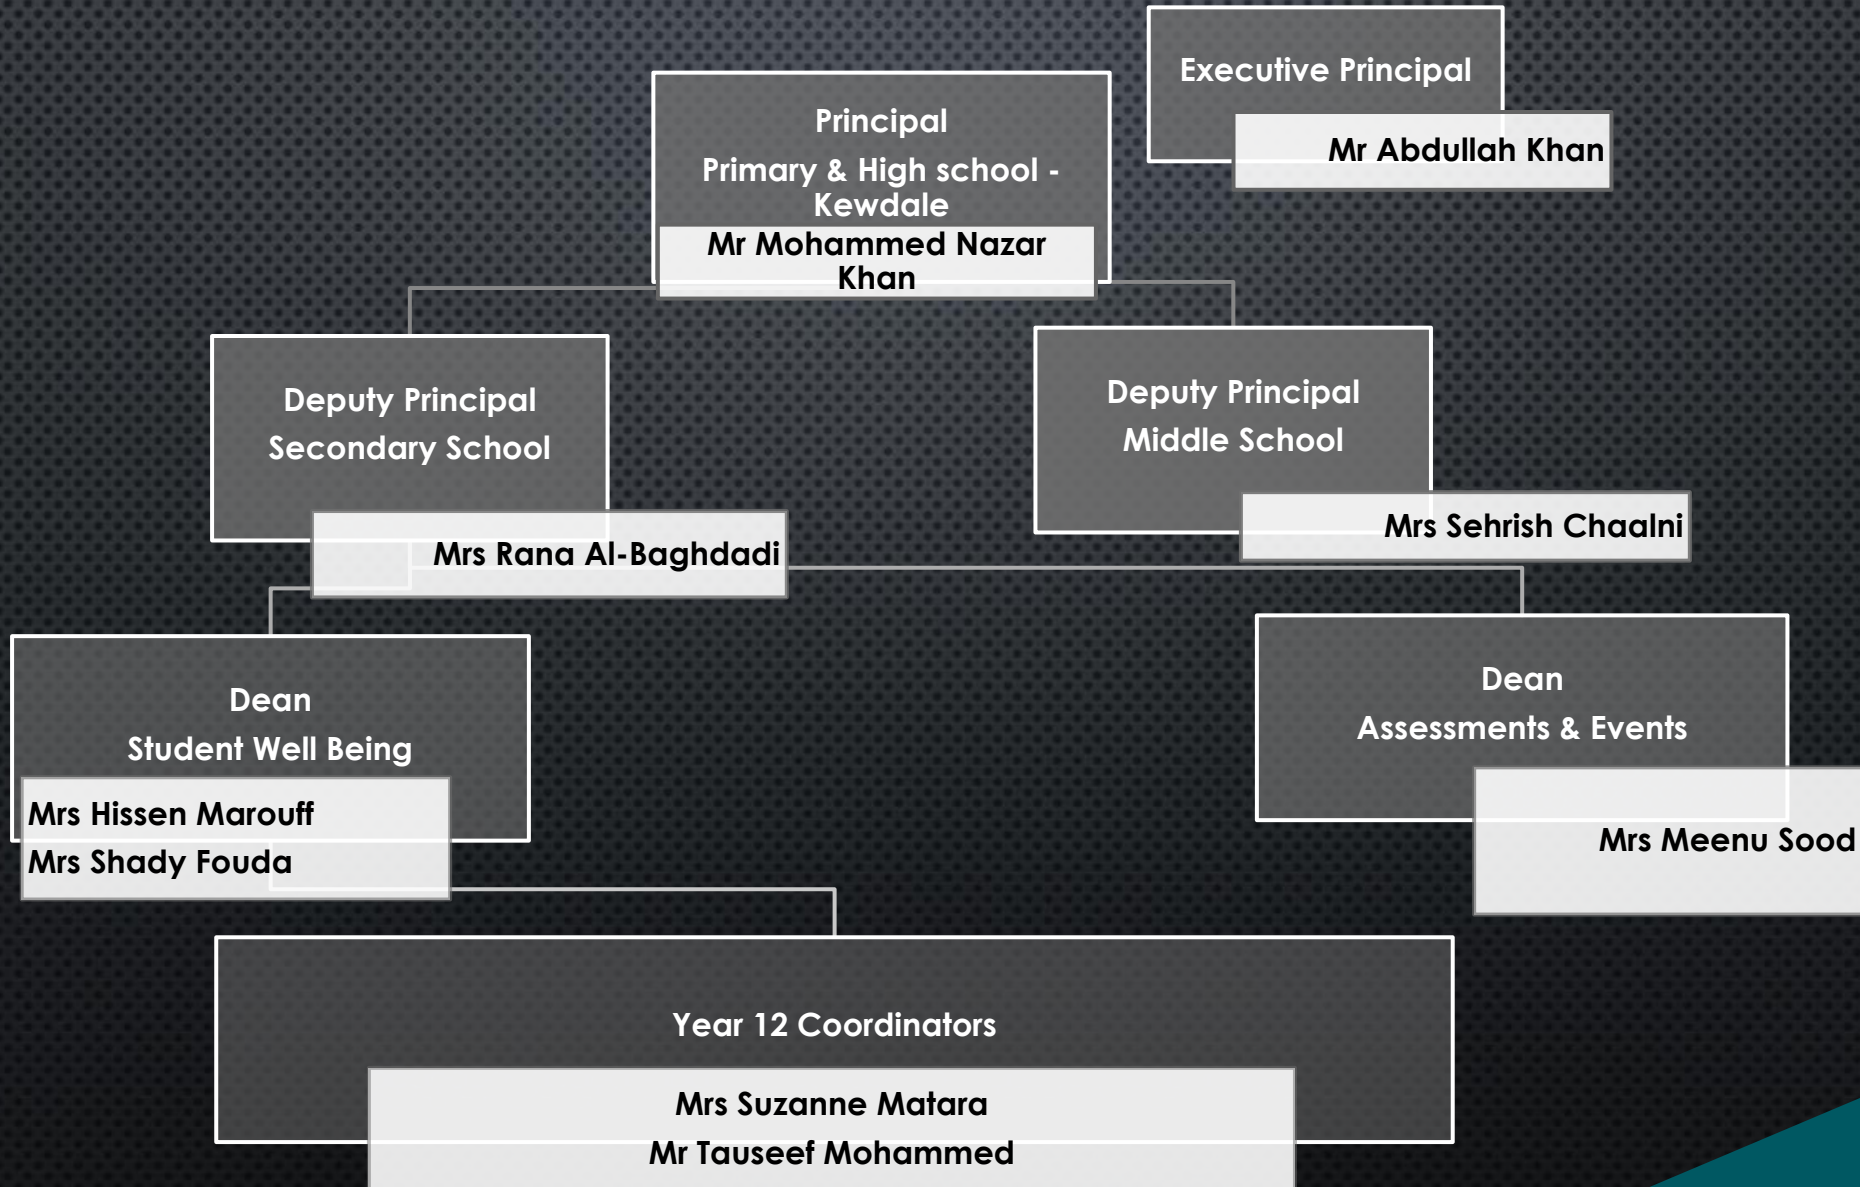 Executive Principal
Mr Abdullah Khan
Principal
Primary & High school -
Kewdale
Mr Mohammed Nazar
Khan
Deputy Principal
Secondary School
Mrs Rana Al-Baghdadi
Deputy Principal
Middle School
Mrs Sehrish Chaalni
Dean
Student Well Being
Mrs Hissen Marouff
Mrs Shady Fouda
Dean
Assessments & Events
Mrs Meenu Sood
Year 12 Coordinators
Mrs Suzanne Matara
Mr Tauseef Mohammed